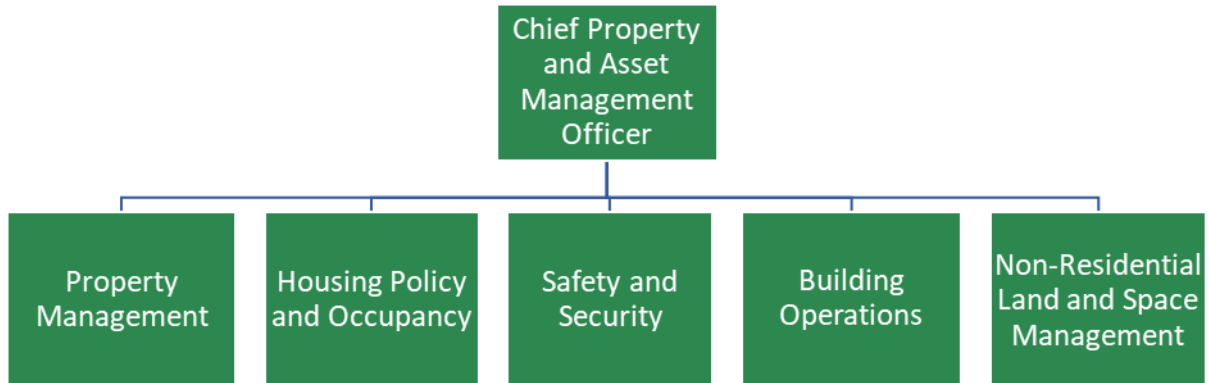 Chief Property
and Asset
Management
Officer
Property
Management
Housing Policy
and Occupancy
Safety and
Security
Building
Operations
Non-Residential
Land and Space
Management